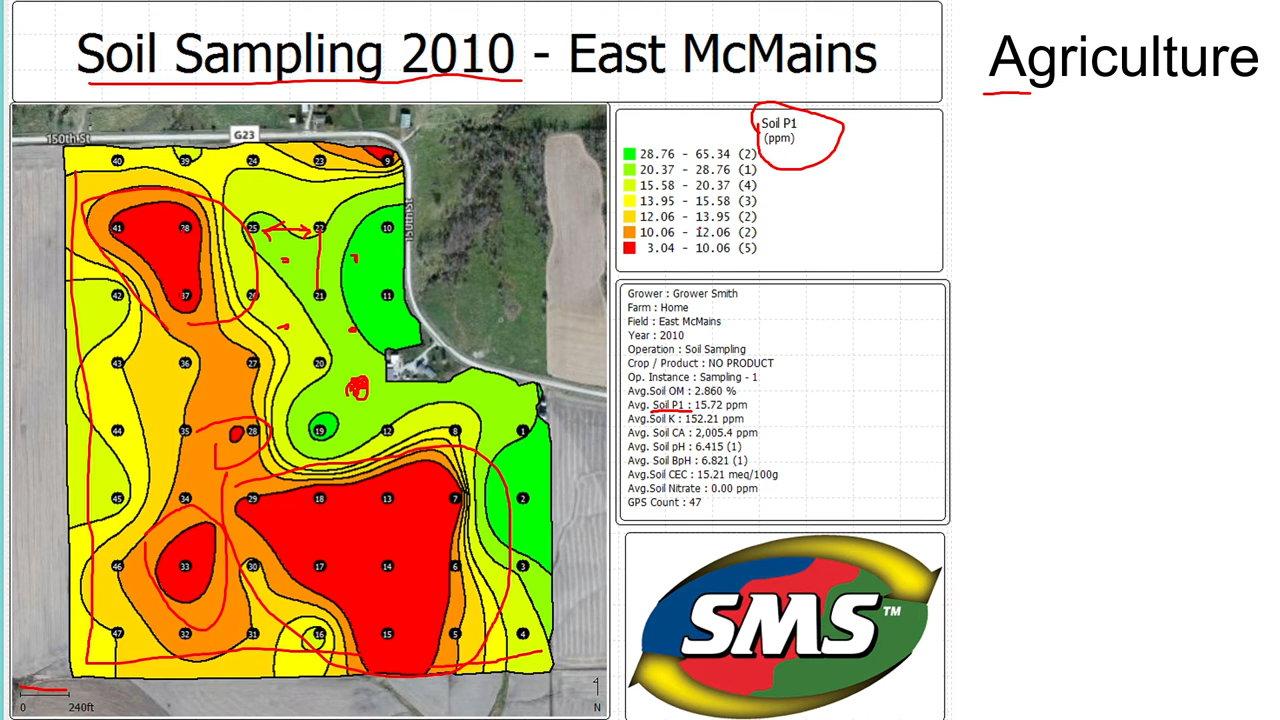 Soil Sampling 2010 - East McMains
Agriculture
Soil P1
(ppm)
28.76 - 65.34 (2)
20.37 - 28.76 (1)
15.58 - 20.37 (4)
13.95 - 15.58 (3)
12.06 - 13.95 (2)
10.06 - 12.06 (2)
3.04 - 10.06 (5)
Grower : Grower Smith
Farm : Home
Field : East McMains
Year : 2010
Operation : Soil Sampling
Crop / Product : NO PRODUCT
Op. Instance : Sampling - 1
Avg.Soil OM : 2.860 %
Avg. Soil P1 : 15.72 ppm
Avg.Soil K : 152.21 ppm
Avg. Soil CA : 2,005.4 ppm
Avg. Soil pH : 6.415 (1)
Avg. Soil BpH : 6.821 (1)
Avg.Soil CEC : 15.21 meq/100g
Avg.Soil Nitrate : 0.00 ppm
GPS Count : 47
SMS™
150th St
G23
150th St
40 39 24 23 9
41 38 25 22 10
42 37 26 21 11
43 36 27 20
44 35 28 19 12 8 1
45 34 29 18 13 7 2
46 33 30 17 14 6 3
47 32 31 16 15 5 4
0 240ft
N